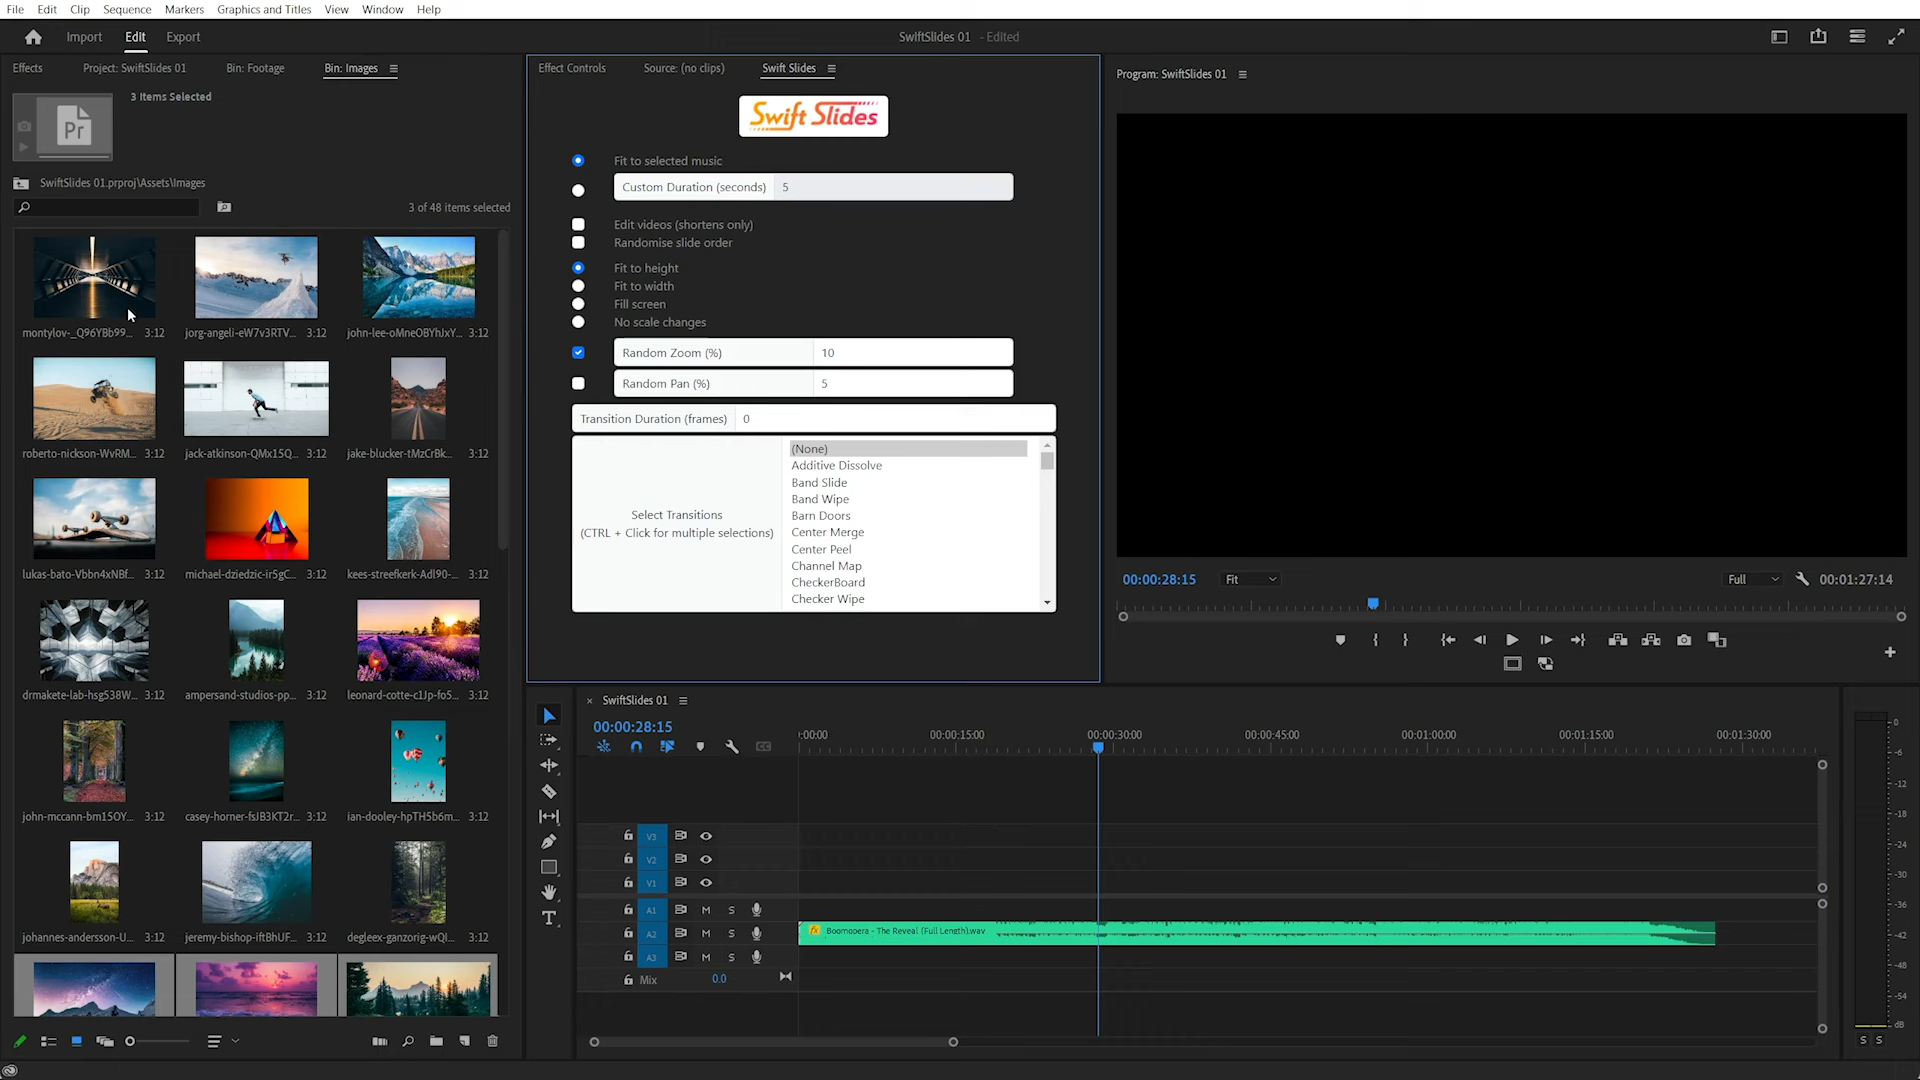 File Edit Clip Sequence Markers Graphics and Titles View Window Help
Import Edit Export
SwiftSlides 01 - Edited
Effects Project: SwiftSlides 01 Bin: Footage Bin: Images
3 Items Selected
Pr
SwiftSlides 01.prproj\Assets\Images
3 of 48 items selected
montylov-_Q96YBb99... 3:12 jorg-angeli-eW7v3RTV... 3:12 john-lee-oMneOBYhJxY... 3:12
roberto-nickson-WvRM... 3:12 jack-atkinson-QMx15Q... 3:12 jake-blucker-tMzCrBk... 3:12
lukas-bato-Vbbn4xNBf... 3:12 michael-dziedzic-ir5gC... 3:12 kees-streefkerk-Adl90-... 3:12
drmakete-lab-hsg538W... 3:12 ampersand-studios-pp... 3:12 leonard-cotte-c1Jp-fo5... 3:12
john-mccann-bm15OY... 3:12 casey-horner-fsJB3KT2r... 3:12 ian-dooley-hpTH5b6m... 3:12
johannes-andersson-U... 3:12 jeremy-bishop-iftBhUF... 3:12 degleex-ganzorig-wQI... 3:12
Effect Controls Source: (no clips) Swift Slides
Swift Slides
Fit to selected music
Custom Duration (seconds) 5
Edit videos (shortens only)
Randomise slide order
Fit to height
Fit to width
Fill screen
No scale changes
Random Zoom (%) 10
Random Pan (%) 5
Transition Duration (frames) 0
Select Transitions
(CTRL + Click for multiple selections)
(None)
Additive Dissolve
Band Slide
Band Wipe
Barn Doors
Center Merge
Center Peel
Channel Map
CheckerBoard
Checker Wipe
Program: SwiftSlides 01
00:00:28:15 Fit Full 00:01:27:14
× SwiftSlides 01
00:00:28:15
:00:00 00:00:15:00 00:00:30:00 00:00:45:00 00:01:00:00 00:01:15:00 00:01:30:00
CC
V3
V2
V1
A1 M S
A2 M S
fx Boomopera - The Reveal (Full Length).wav
A3 M S
Mix 0.0
T
0
-6
-12
-18
-24
-30
-36
-42
-48
-54
dB
S S